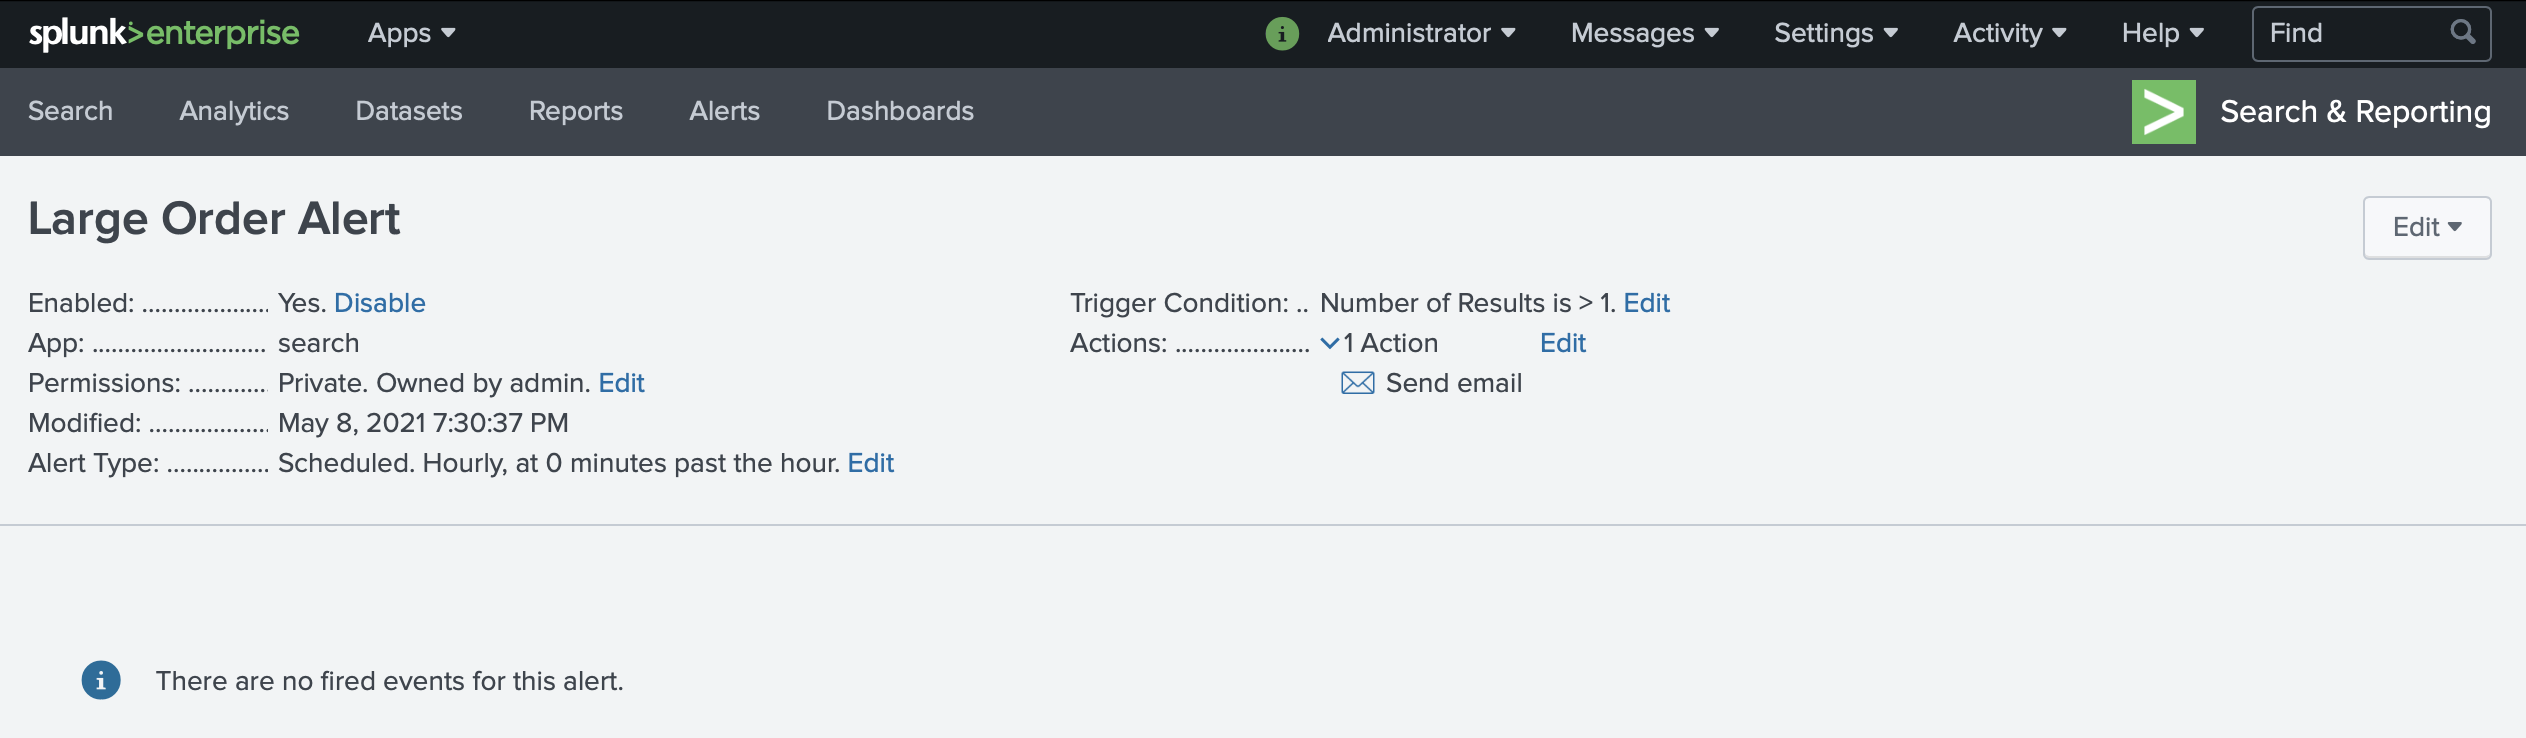 splunk>enterprise Apps Administrator Messages Settings Activity Help Find
Search Analytics Datasets Reports Alerts Dashboards Search & Reporting
Large Order Alert Edit
Enabled: .................... Yes. Disable
App: ........................... search
Permissions: ............ Private. Owned by admin. Edit
Modified: ................... May 8, 2021 7:30:37 PM
Alert Type: ................ Scheduled. Hourly, at 0 minutes past the hour. Edit
Trigger Condition: .. Number of Results is > 1. Edit
Actions: ..................... 1 Action Edit
Send email
There are no fired events for this alert.